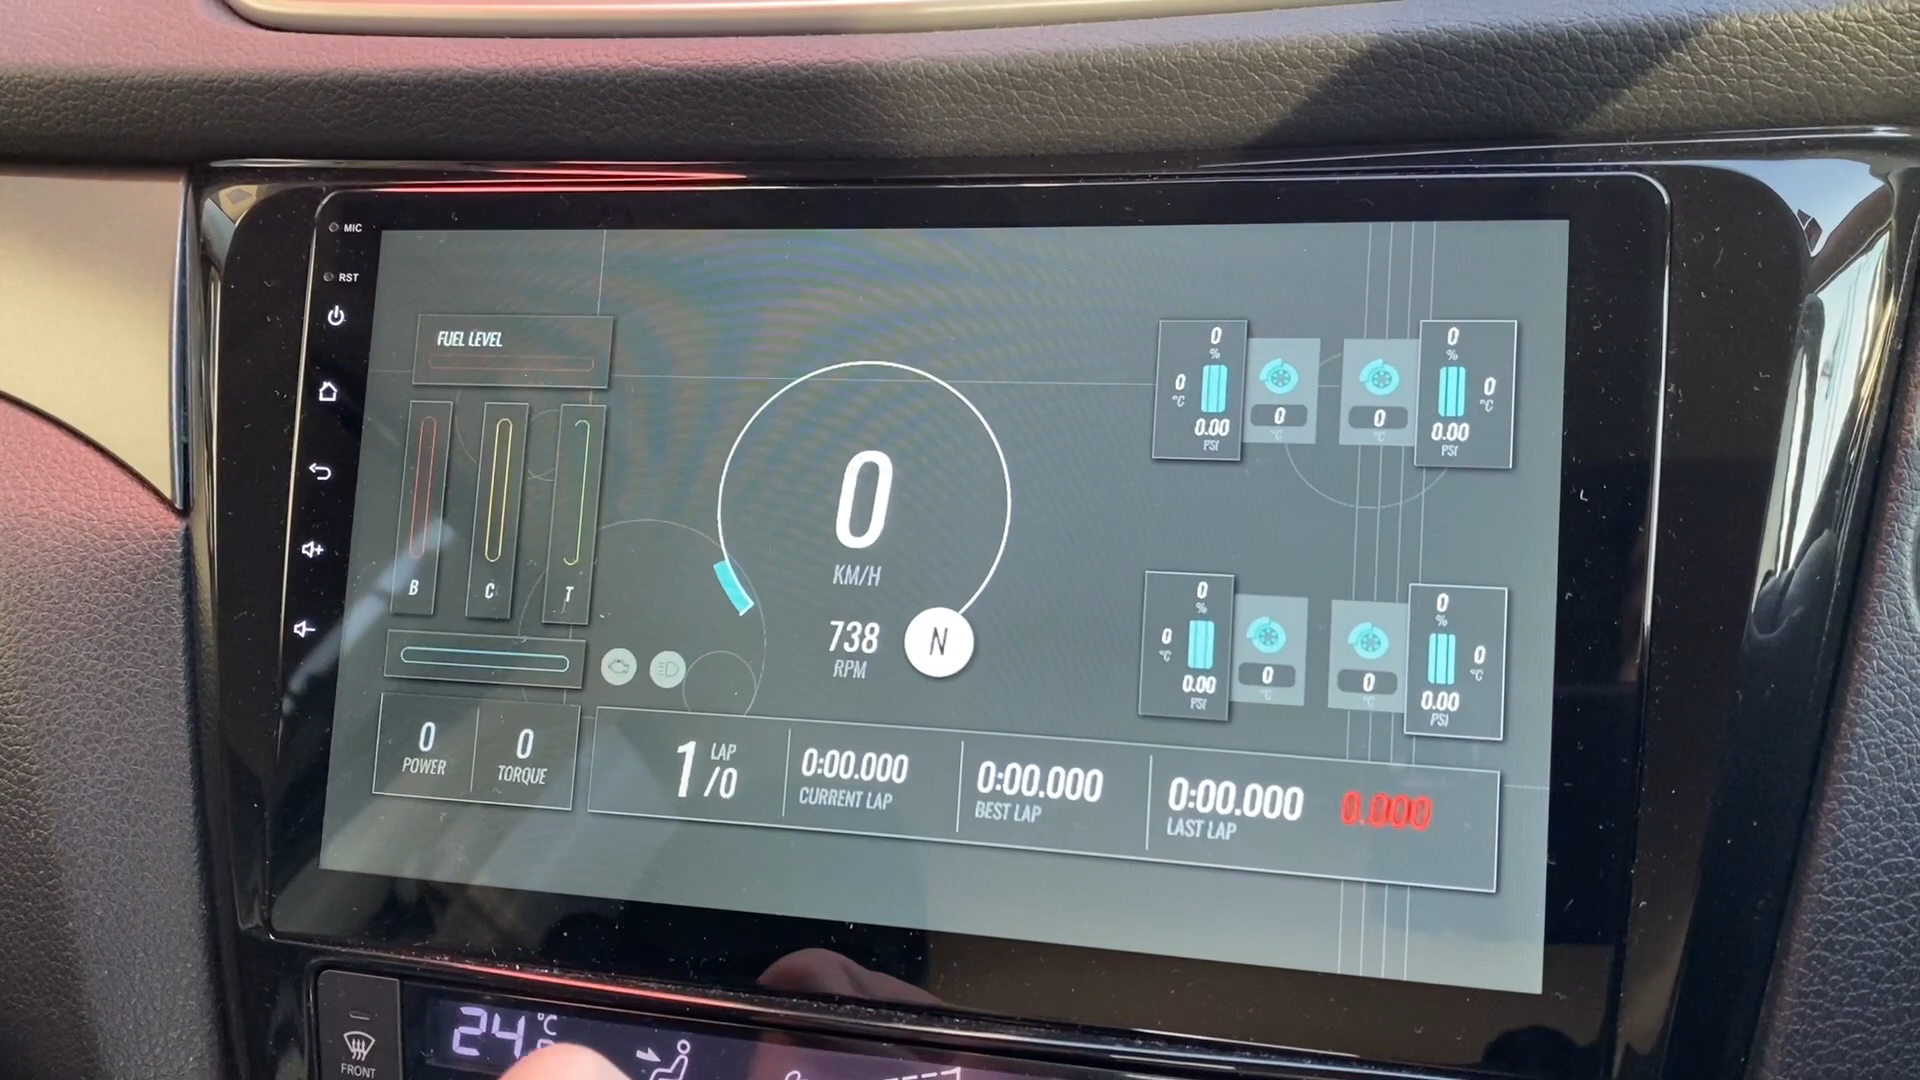 MIC
RST
FUEL LEVEL
B
C
T
0
POWER
0
TORQUE
0
KM/H
738
RPM
N
1 LAP
/0
0:00.000
CURRENT LAP
0:00.000
BEST LAP
0:00.000
LAST LAP
0.000
0
%
0
°C
0.00
PSI
0
°C
0
°C
0
%
0
°C
0.00
PSI
0
%
0
°C
0.00
PSI
0
°C
0
°C
0
%
0
°C
0.00
PSI
24 °C
FRONT